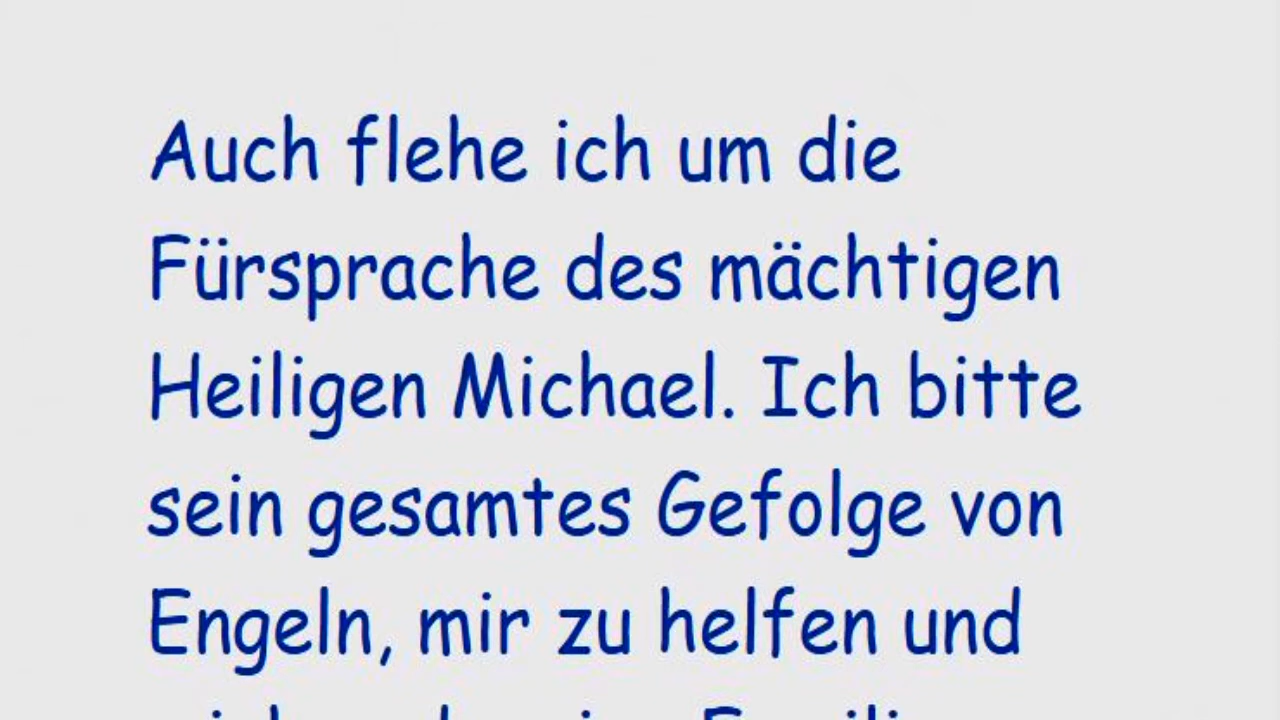 Auch flehe ich um die
Fürsprache des mächtigen
Heiligen Michael. Ich bitte
sein gesamtes Gefolge von
Engeln, mir zu helfen und